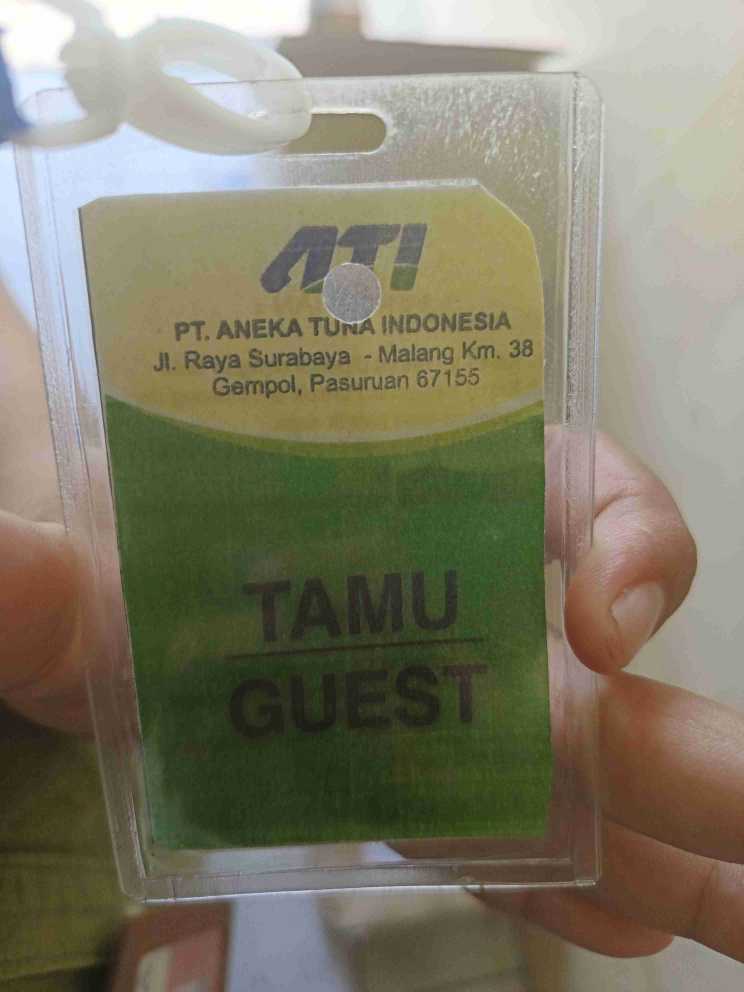 ATI
PT. ANEKA TUNA INDONESIA
Jl. Raya Surabaya - Malang Km. 38
Gempol, Pasuruan 67155
TAMU
GUEST